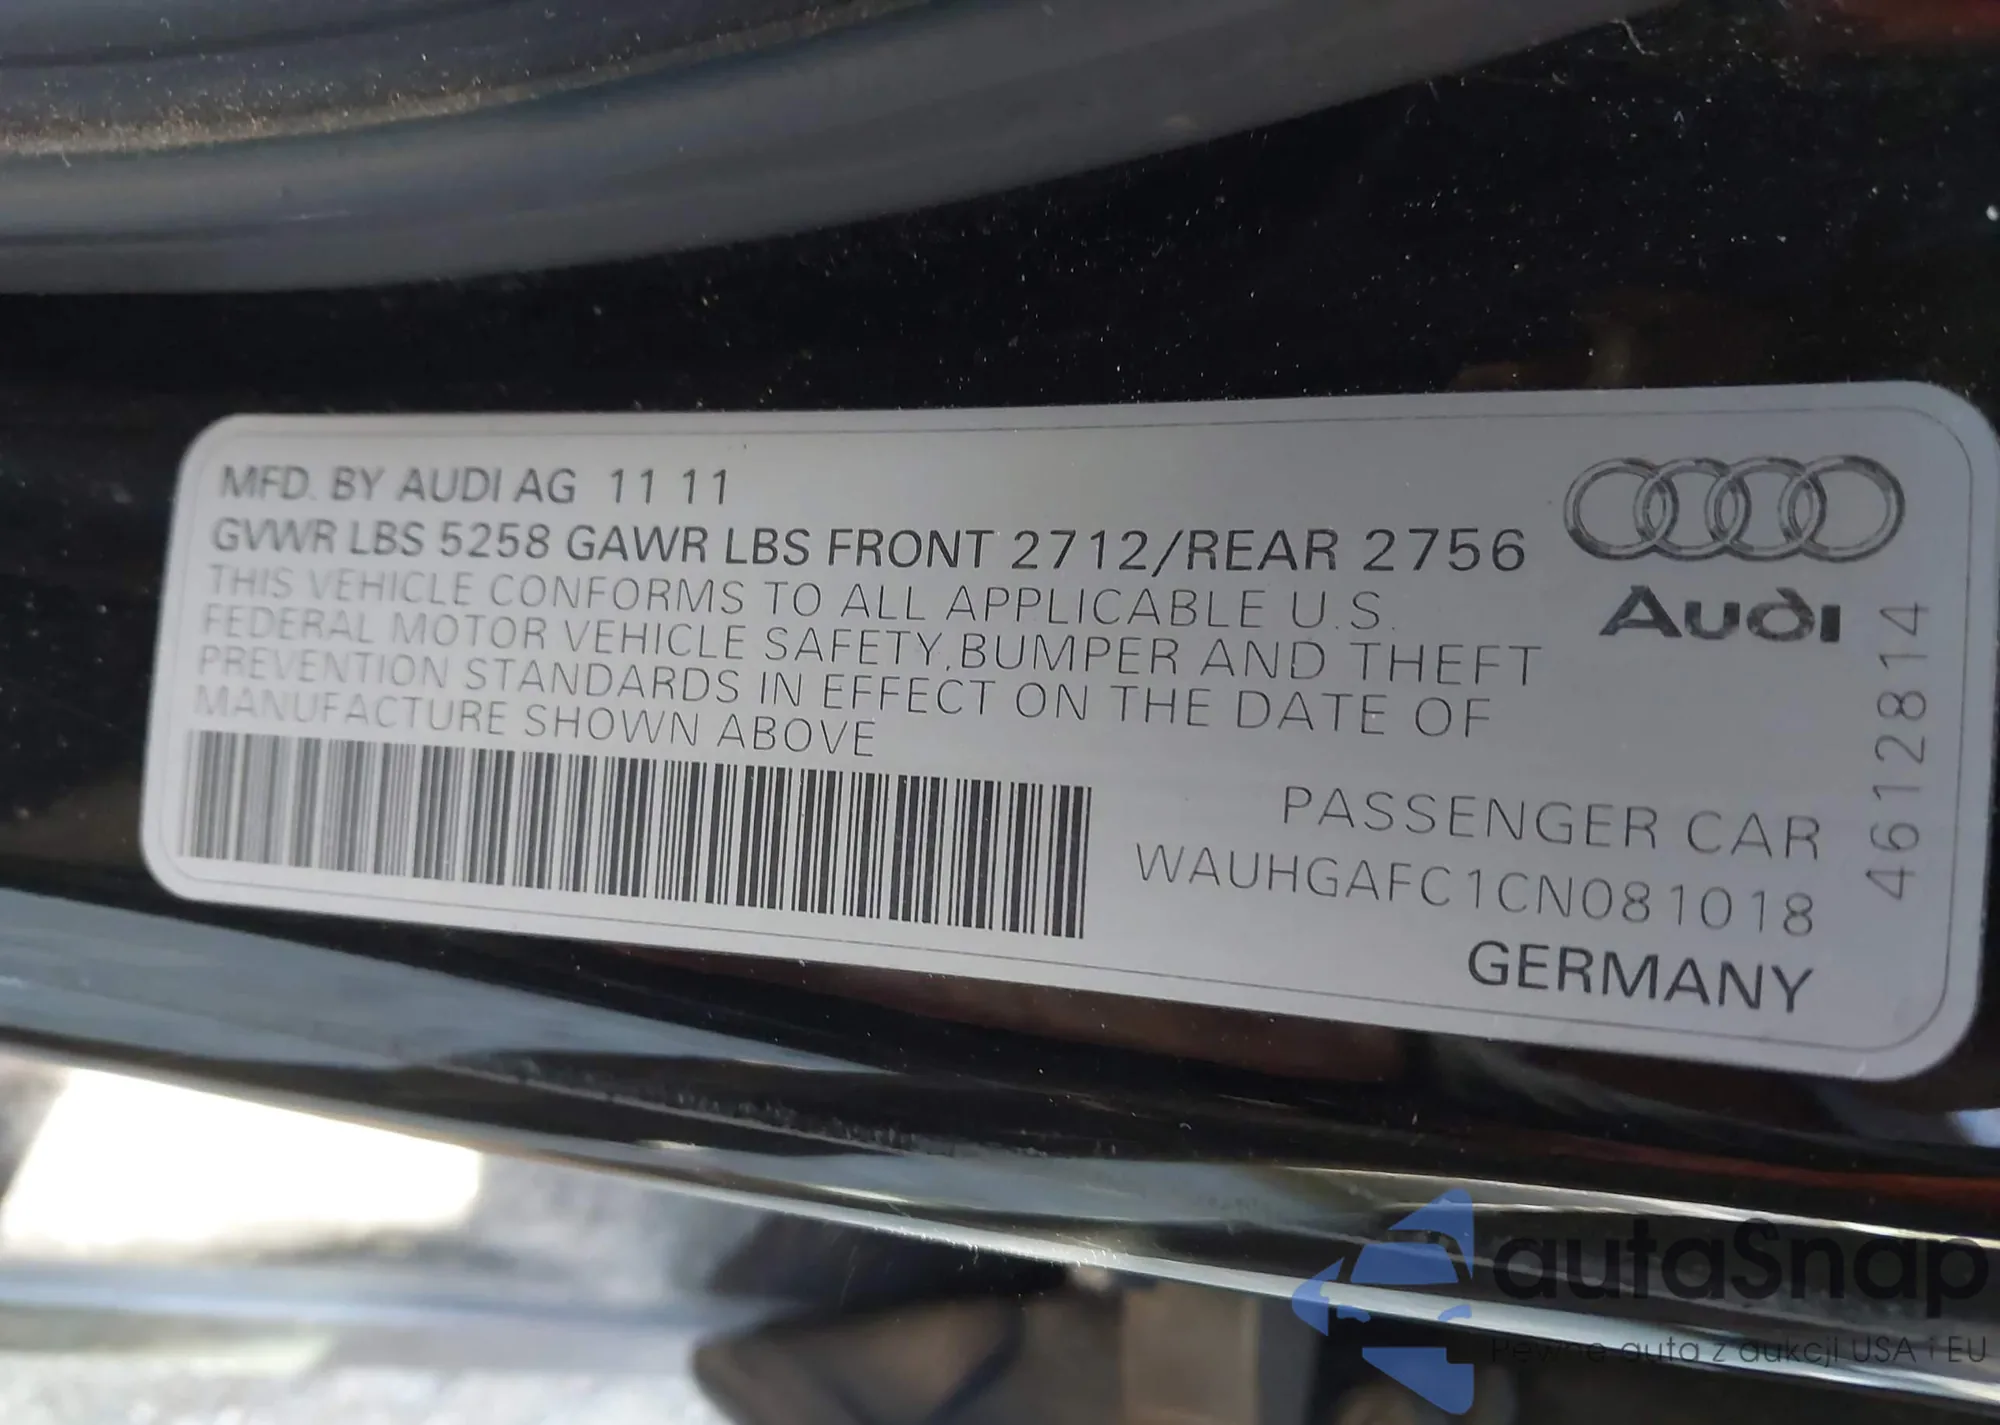 MFD. BY AUDI AG 11 11
GVWR LBS 5258 GAWR LBS FRONT 2712/REAR 2756
THIS VEHICLE CONFORMS TO ALL APPLICABLE U.S.
FEDERAL MOTOR VEHICLE SAFETY,BUMPER AND THEFT
PREVENTION STANDARDS IN EFFECT ON THE DATE OF
MANUFACTURE SHOWN ABOVE
Audi
4612814
PASSENGER CAR
WAUHGAFC1CN081018
GERMANY
autaSnap
Pewne auta z aukcji USA i EU